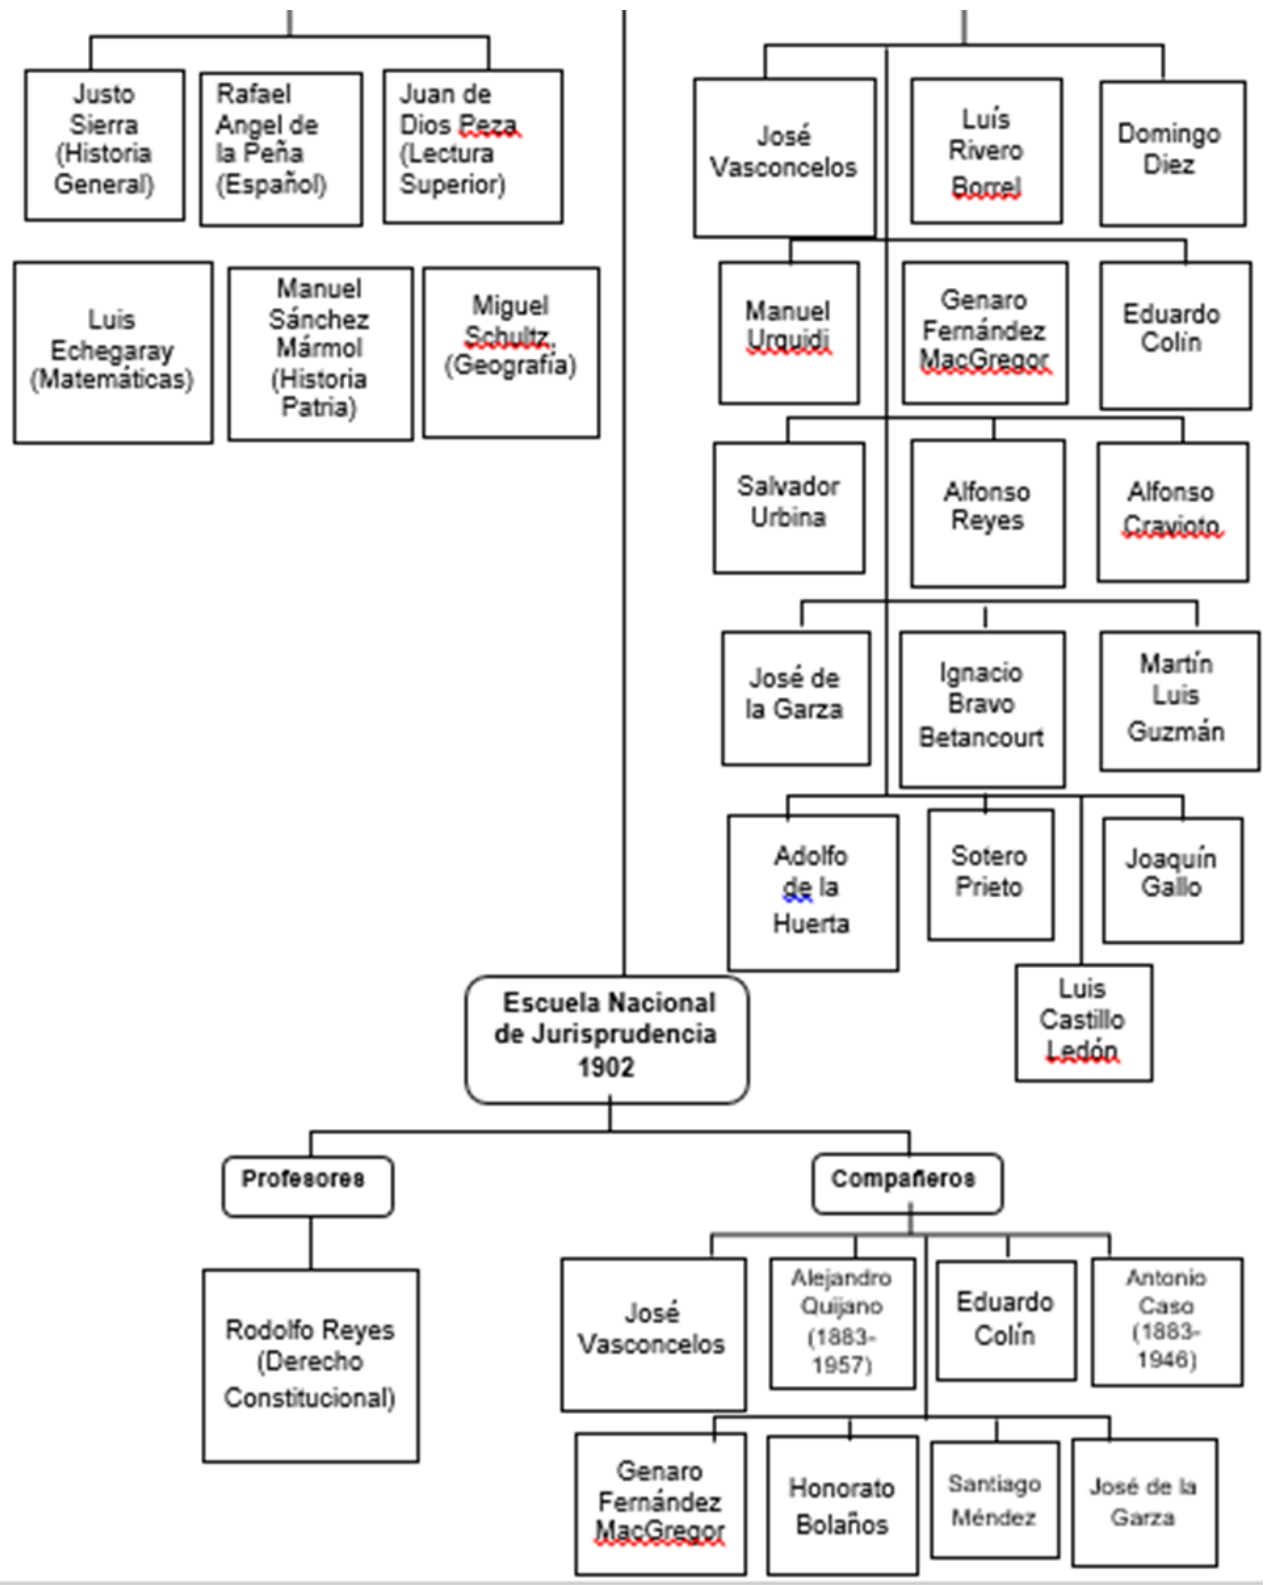 Justo
Sierra
(Historia
General)
Rafael
Angel de
la Peña
(Español)
Juan de
Dios Peza
(Lectura
Superior)
Luis
Echegaray
(Matemáticas)
Manuel
Sánchez
Mármol
(Historia
Patria)
Miguel
Schultz,
(Geografía)
José
Vasconcelos
Luís
Rivero
Borrel
Domingo
Diez
Manuel
Urquidi
Genaro
Fernández
MacGregor
Eduardo
Colín
Salvador
Urbina
Alfonso
Reyes
Alfonso
Cravioto
José de
la Garza
Ignacio
Bravo
Betancourt
Martín
Luis
Guzmán
Adolfo
de la
Huerta
Sotero
Prieto
Joaquín
Gallo
Luis
Castillo
Ledón
Escuela Nacional
de Jurisprudencia
1902
Profesores
Rodolfo Reyes
(Derecho
Constitucional)
Compañeros
José
Vasconcelos
Alejandro
Quijano
(1883-
1957)
Eduardo
Colín
Antonio
Caso
(1883-
1946)
Genaro
Fernández
MacGregor
Honorato
Bolaños
Santiago
Méndez
José de la
Garza